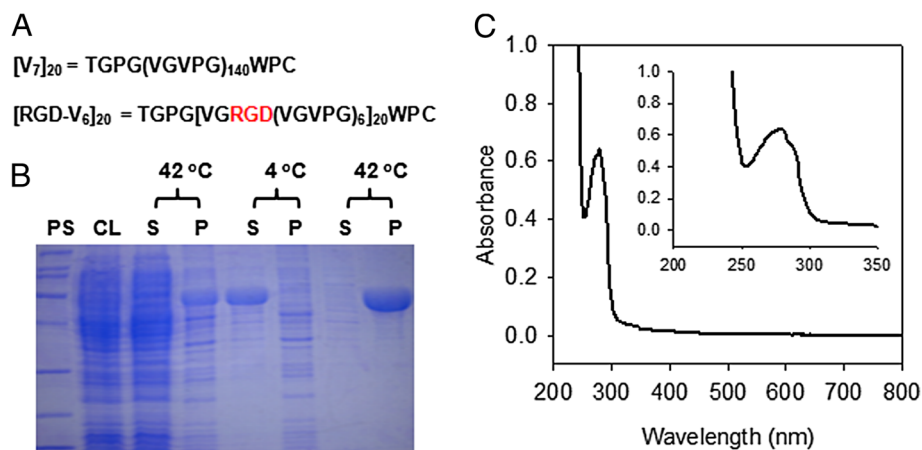 A
[V₇]₂₀ = TGPG(VGVPG)₁₄₀WPC
[RGD-V₆]₂₀ = TGPG[VGRGD(VGVPG)₆]₂₀WPC
B
42 °C 4 °C 42 °C
PS CL S P S P S P
C
Absorbance
1.0
0.8
0.6
0.4
0.2
0.0
200 300 400 500 600 700 800
Wavelength (nm)
1.0
0.8
0.6
0.4
0.2
0.0
200 250 300 350